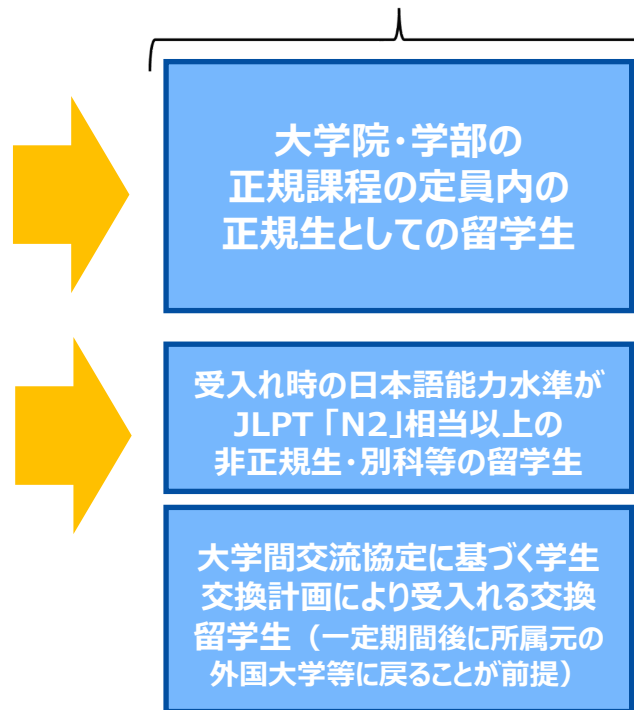 大学院・学部の
正規課程の定員内の
正規生としての留学生
受入れ時の日本語能力水準が
JLPT「N2」相当以上の
非正規生・別科等の留学生
大学間交流協定に基づく学生
交換計画により受入れる交換
留学生（一定期間後に所属元の
外国大学等に戻ることが前提）